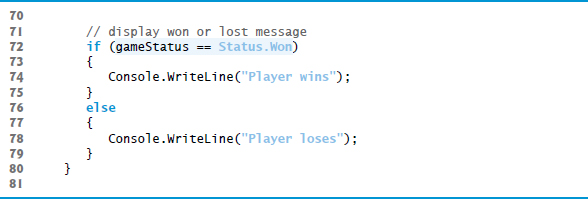 70
71 // display won or lost message
72 if (gameStatus == Status.Won)
73 {
74 Console.WriteLine("Player wins");
75 }
76 else
77 {
78 Console.WriteLine("Player loses");
79 }
80 }
81